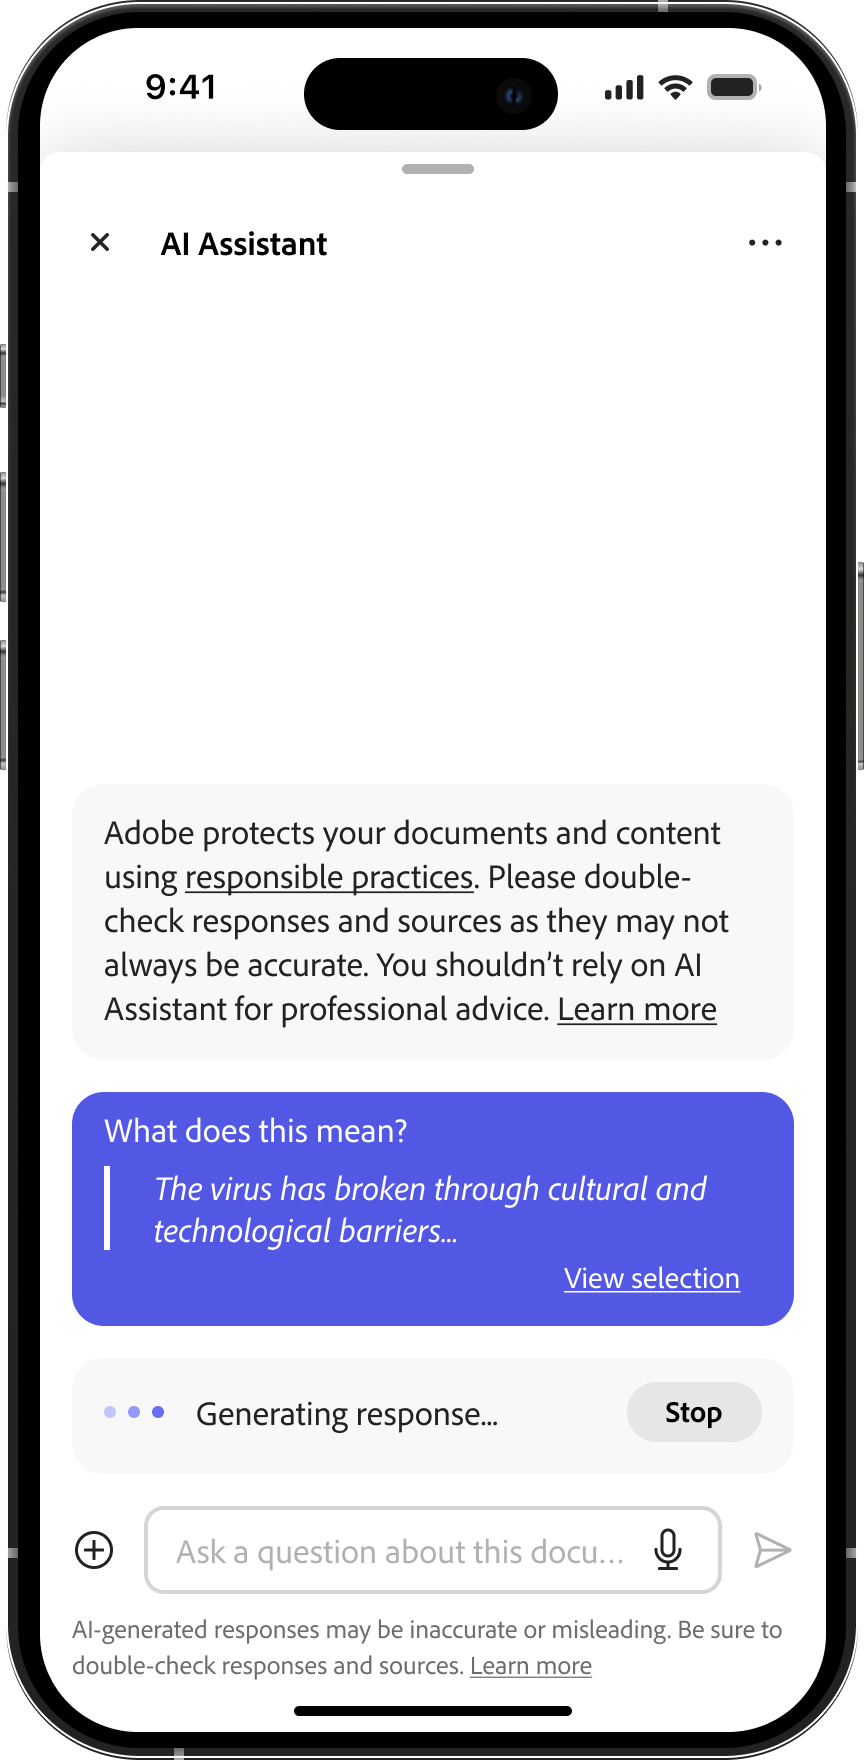 9:41
AI Assistant
Adobe protects your documents and content
using responsible practices. Please double-
check responses and sources as they may not
always be accurate. You shouldn’t rely on AI
Assistant for professional advice. Learn more
What does this mean?
The virus has broken through cultural and
technological barriers...
View selection
Generating response...
Stop
Ask a question about this docu...
AI-generated responses may be inaccurate or misleading. Be sure to
double-check responses and sources. Learn more